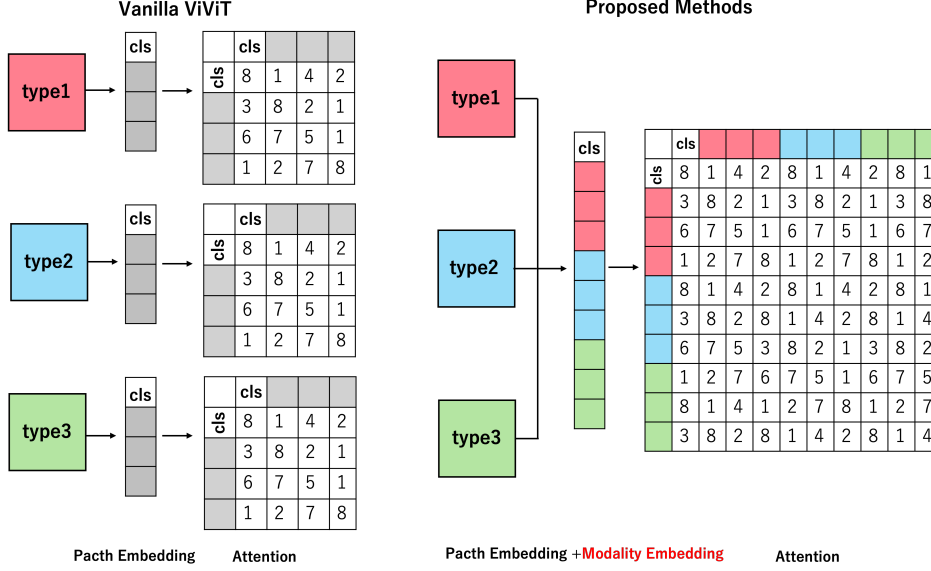 Vanilla ViViT
type1
cls
cls
cls
8 1 4 2
3 8 2 1
6 7 5 1
1 2 7 8
type2
cls
cls
cls
8 1 4 2
3 8 2 1
6 7 5 1
1 2 7 8
type3
cls
cls
cls
8 1 4 2
3 8 2 1
6 7 5 1
1 2 7 8
Pacth Embedding Attention
Proposed Methods
type1
type2
type3
cls
cls
cls
8 1 4 2 8 1 4 2 8 1
3 8 2 1 3 8 2 1 3 8
6 7 5 1 6 7 5 1 6 7
1 2 7 8 1 2 7 8 1 2
8 1 4 2 8 1 4 2 8 1
3 8 2 8 1 4 2 8 1 4
6 7 5 3 8 2 1 3 8 2
1 2 7 6 7 5 1 6 7 5
8 1 4 1 2 7 8 1 2 7
3 8 2 8 1 4 2 8 1 4
Pacth Embedding +Modality Embedding Attention